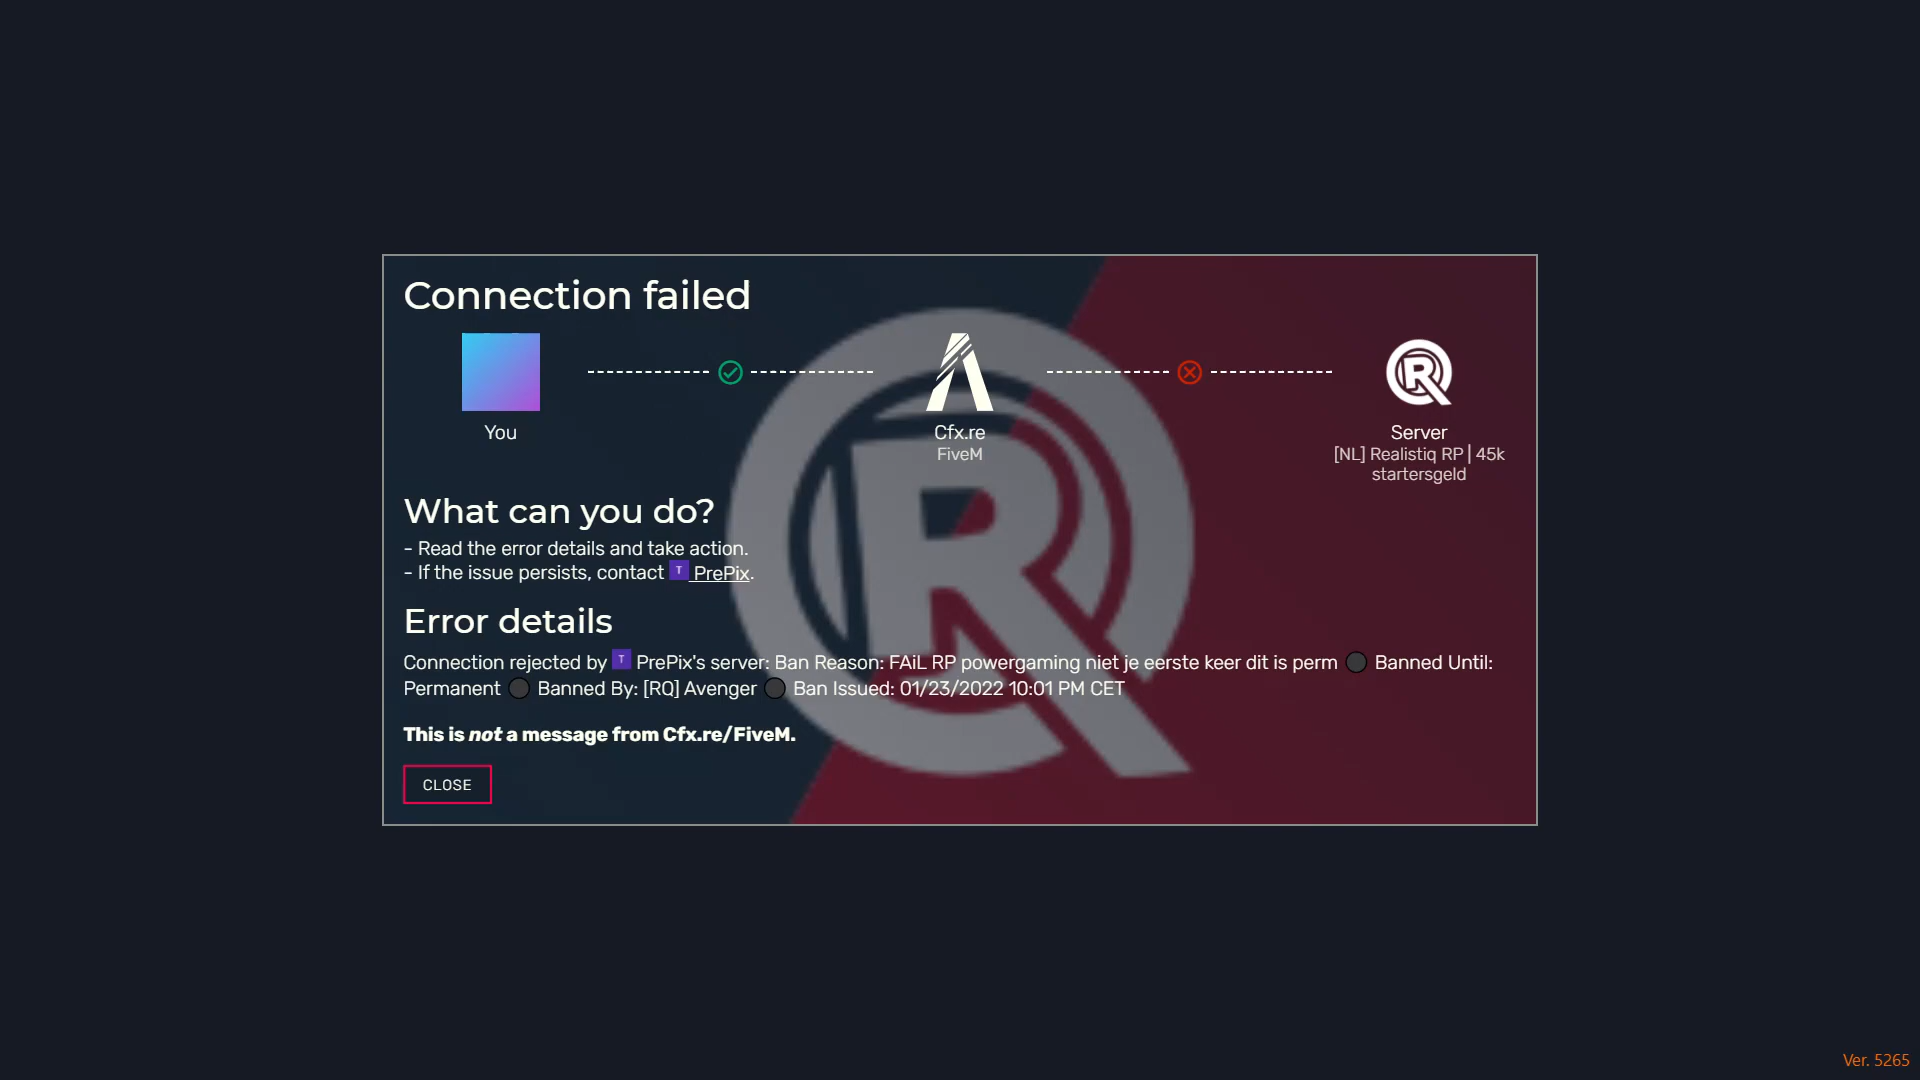 Connection failed
You
Cfx.re
FiveM
Server
[NL] Realistiq RP | 45k
startersgeld
What can you do?
- Read the error details and take action.
- If the issue persists, contact T PrePix.
Error details
Connection rejected by T PrePix's server: Ban Reason: FAiL RP powergaming niet je eerste keer dit is perm ⚫ Banned Until:
Permanent ⚫ Banned By: [RQ] Avenger ⚫ Ban Issued: 01/23/2022 10:01 PM CET
This is not a message from Cfx.re/FiveM.
CLOSE
Ver. 5265